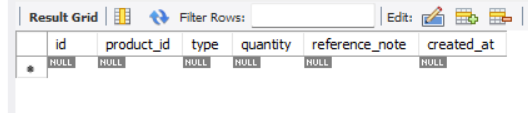 Result Grid Filter Rows: Edit:
id product_id type quantity reference_note created_at
NULL NULL NULL NULL NULL NULL